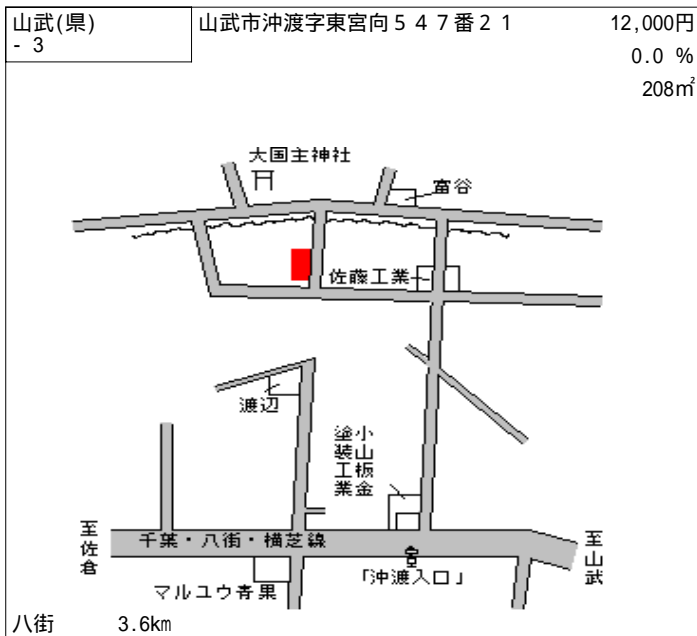 山武(県)
- 3
山武市沖渡字東宮向５４７番２１
12,000円
0.0 %
208㎡
大国主神社
富谷
佐藤工業
渡辺
小山板金
塗装工業
至佐倉
千葉・八街・横芝線
至山武
「沖渡入口」
マルユウ青果
八街 3.6km